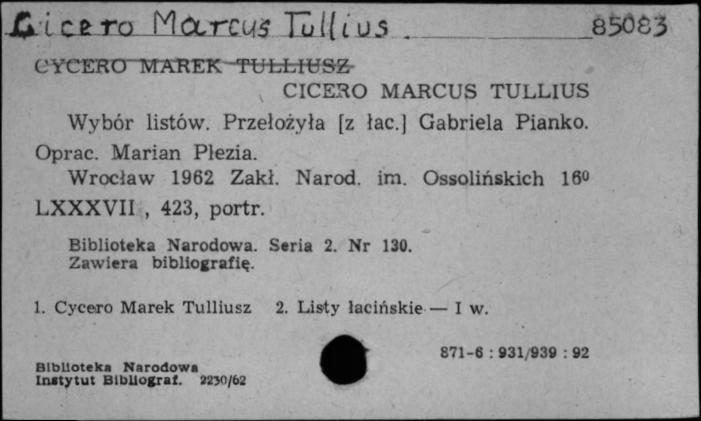 Cicero Marcus Tullius. 85083
CYCERO MAREK TULLIUSZ
CICERO MARCUS TULLIUS
Wybór listów. Przełożyła [z łac.] Gabriela Pianko.
Oprac. Marian Plezia.
Wrocław 1962 Zakł. Narod. im. Ossolińskich 16⁰
LXXXVII , 423, portr.
Biblioteka Narodowa. Seria 2. Nr 130.
Zawiera bibliografię.
1. Cycero Marek Tulliusz 2. Listy łacińskie — I w.
871-6 : 931/939 : 92
Biblioteka Narodowa
Instytut Bibliograf. 2230/62